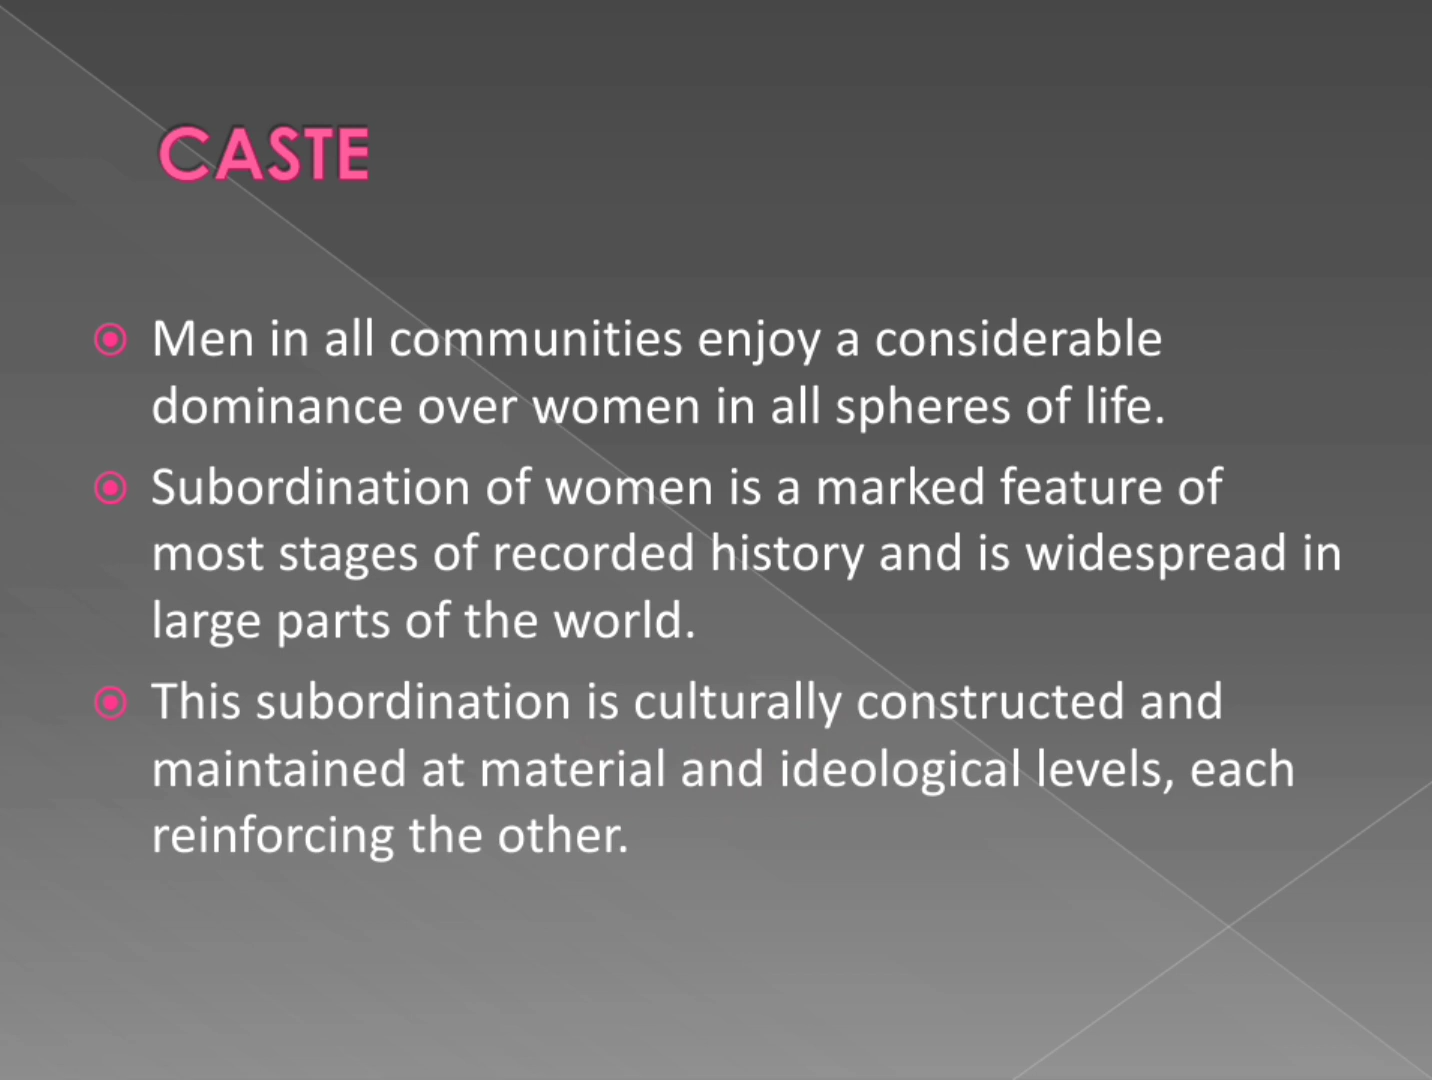 CASTE
Men in all communities enjoy a considerable
dominance over women in all spheres of life.
Subordination of women is a marked feature of
most stages of recorded history and is widespread in
large parts of the world.
This subordination is culturally constructed and
maintained at material and ideological levels, each
reinforcing the other.